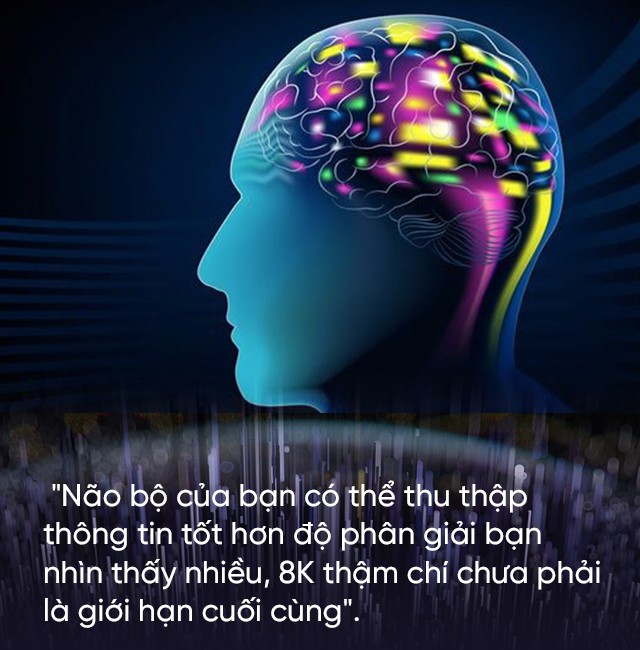 "Não bộ của bạn có thể thu thập
thông tin tốt hơn độ phân giải bạn
nhìn thấy nhiều, 8K thậm chí chưa phải
là giới hạn cuối cùng".